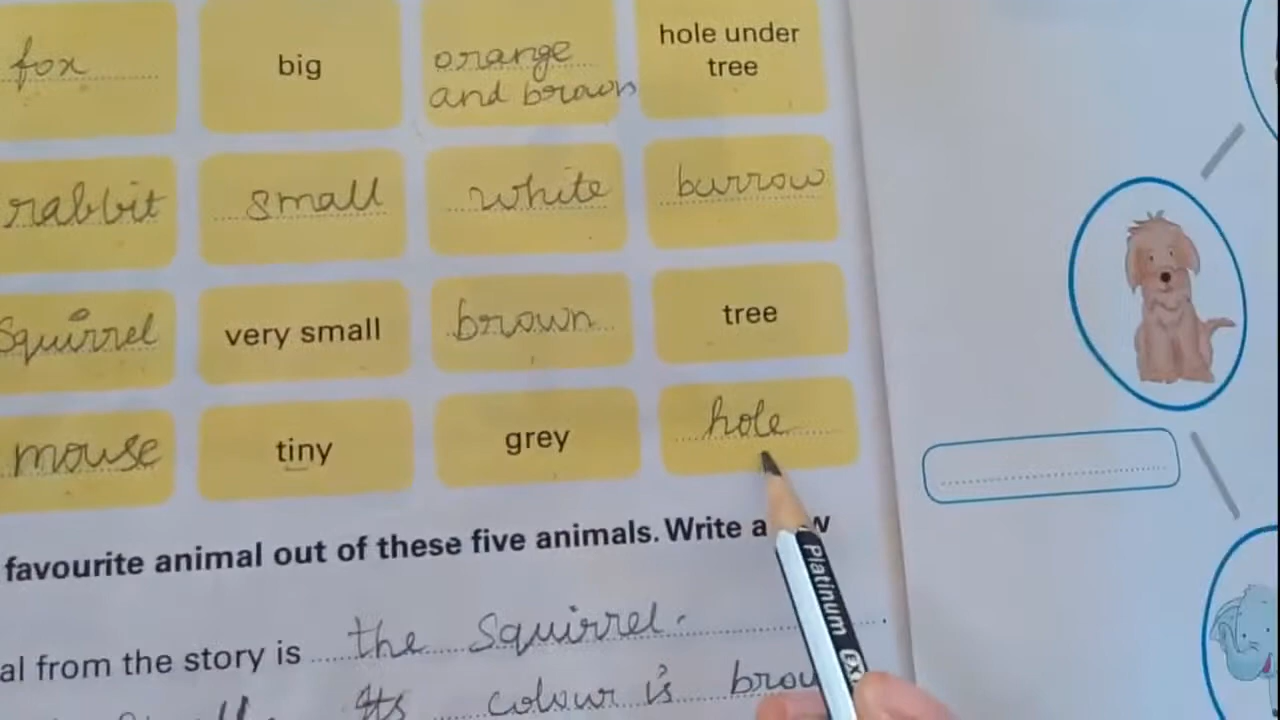 fox big orange and brown hole under tree
rabbit small white burrow
Squirrel very small brown tree
mouse tiny grey hole
favourite animal out of these five animals. Write a
al from the story is the Squirrel.
Its colour is brou
Platinum